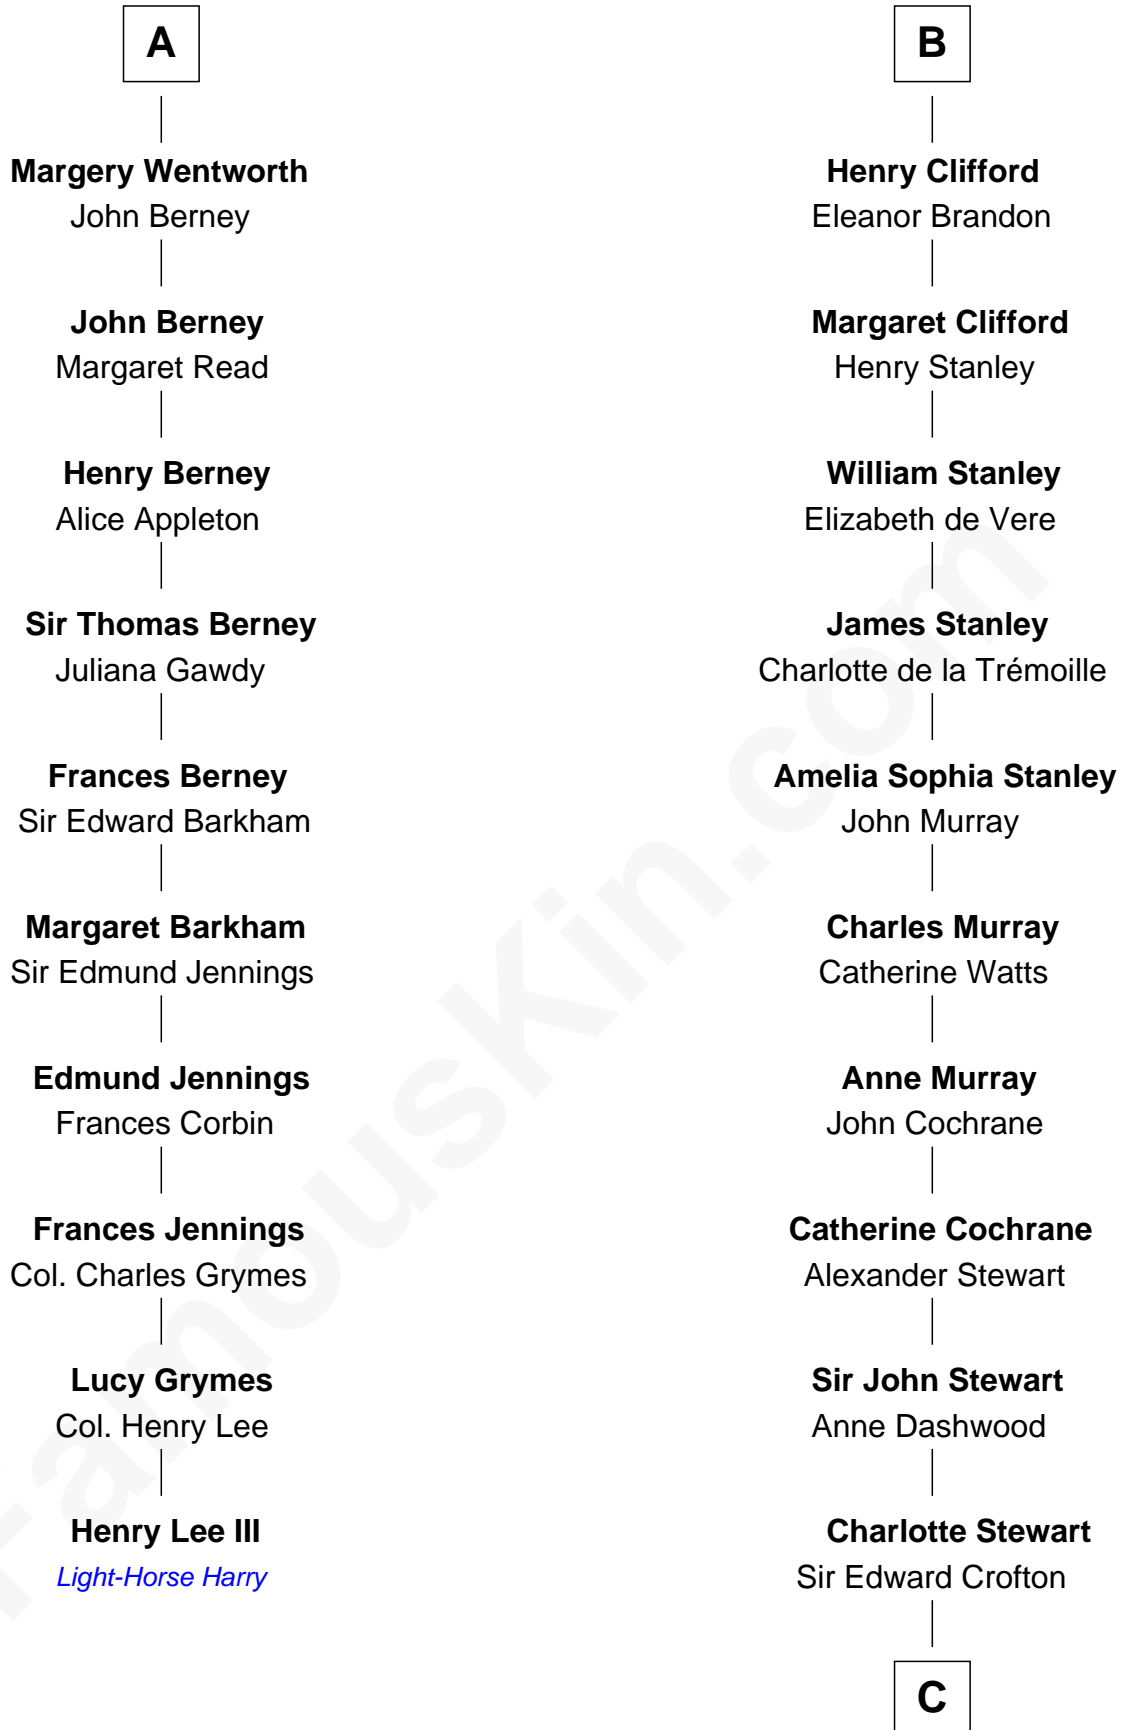 A
Margery Wentworth
John Berney
John Berney
Margaret Read
Henry Berney
Alice Appleton
Sir Thomas Berney
Juliana Gawdy
Frances Berney
Sir Edward Barkham
Margaret Barkham
Sir Edmund Jennings
Edmund Jennings
Frances Corbin
Frances Jennings
Col. Charles Grymes
Lucy Grymes
Col. Henry Lee
Henry Lee III
Light-Horse Harry
B
Henry Clifford
Eleanor Brandon
Margaret Clifford
Henry Stanley
William Stanley
Elizabeth de Vere
James Stanley
Charlotte de la Trémoille
Amelia Sophia Stanley
John Murray
Charles Murray
Catherine Watts
Anne Murray
John Cochrane
Catherine Cochrane
Alexander Stewart
Sir John Stewart
Anne Dashwood
Charlotte Stewart
Sir Edward Crofton
C
FamousKin.com